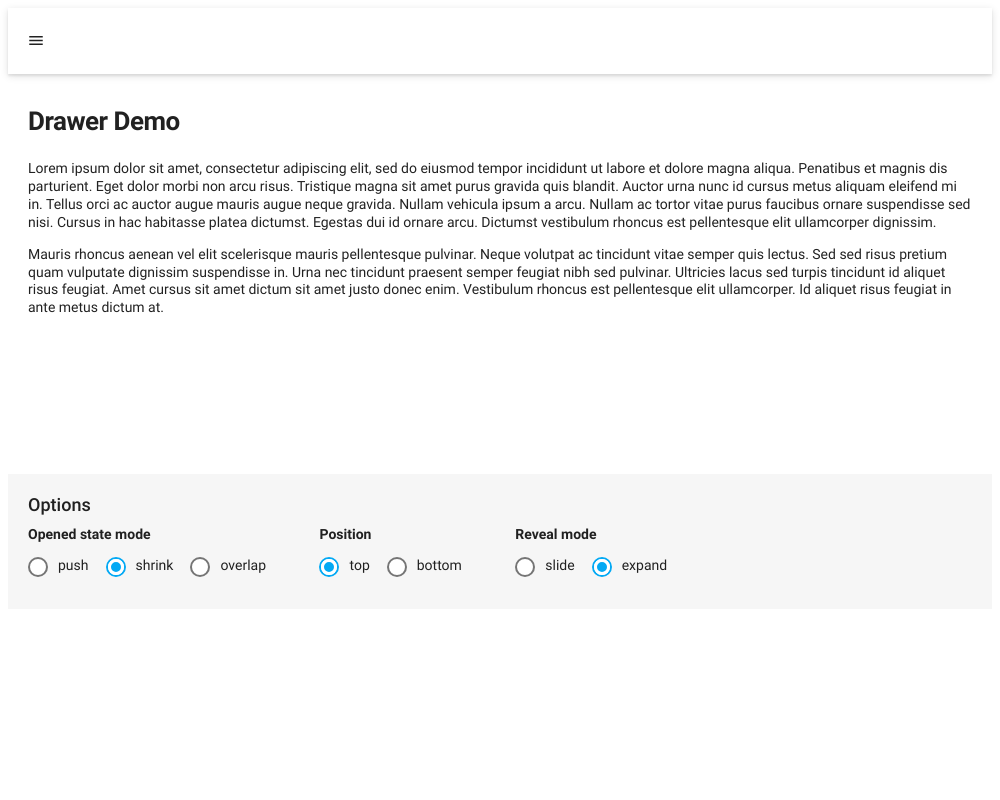 Drawer Demo
Lorem ipsum dolor sit amet, consectetur adipiscing elit, sed do eiusmod tempor incididunt ut labore et dolore magna aliqua. Penatibus et magnis dis
parturient. Eget dolor morbi non arcu risus. Tristique magna sit amet purus gravida quis blandit. Auctor urna nunc id cursus metus aliquam eleifend mi
in. Tellus orci ac auctor augue mauris augue neque gravida. Nullam vehicula ipsum a arcu. Nullam ac tortor vitae purus faucibus ornare suspendisse sed
nisi. Cursus in hac habitasse platea dictumst. Egestas dui id ornare arcu. Dictumst vestibulum rhoncus est pellentesque elit ullamcorper dignissim.
Mauris rhoncus aenean vel elit scelerisque mauris pellentesque pulvinar. Neque volutpat ac tincidunt vitae semper quis lectus. Sed sed risus pretium
quam vulputate dignissim suspendisse in. Urna nec tincidunt praesent semper feugiat nibh sed pulvinar. Ultricies lacus sed turpis tincidunt id aliquet
risus feugiat. Amet cursus sit amet dictum sit amet justo donec enim. Vestibulum rhoncus est pellentesque elit ullamcorper. Id aliquet risus feugiat in
ante metus dictum at.
Options
Opened state mode Position Reveal mode
push shrink overlap top bottom slide expand